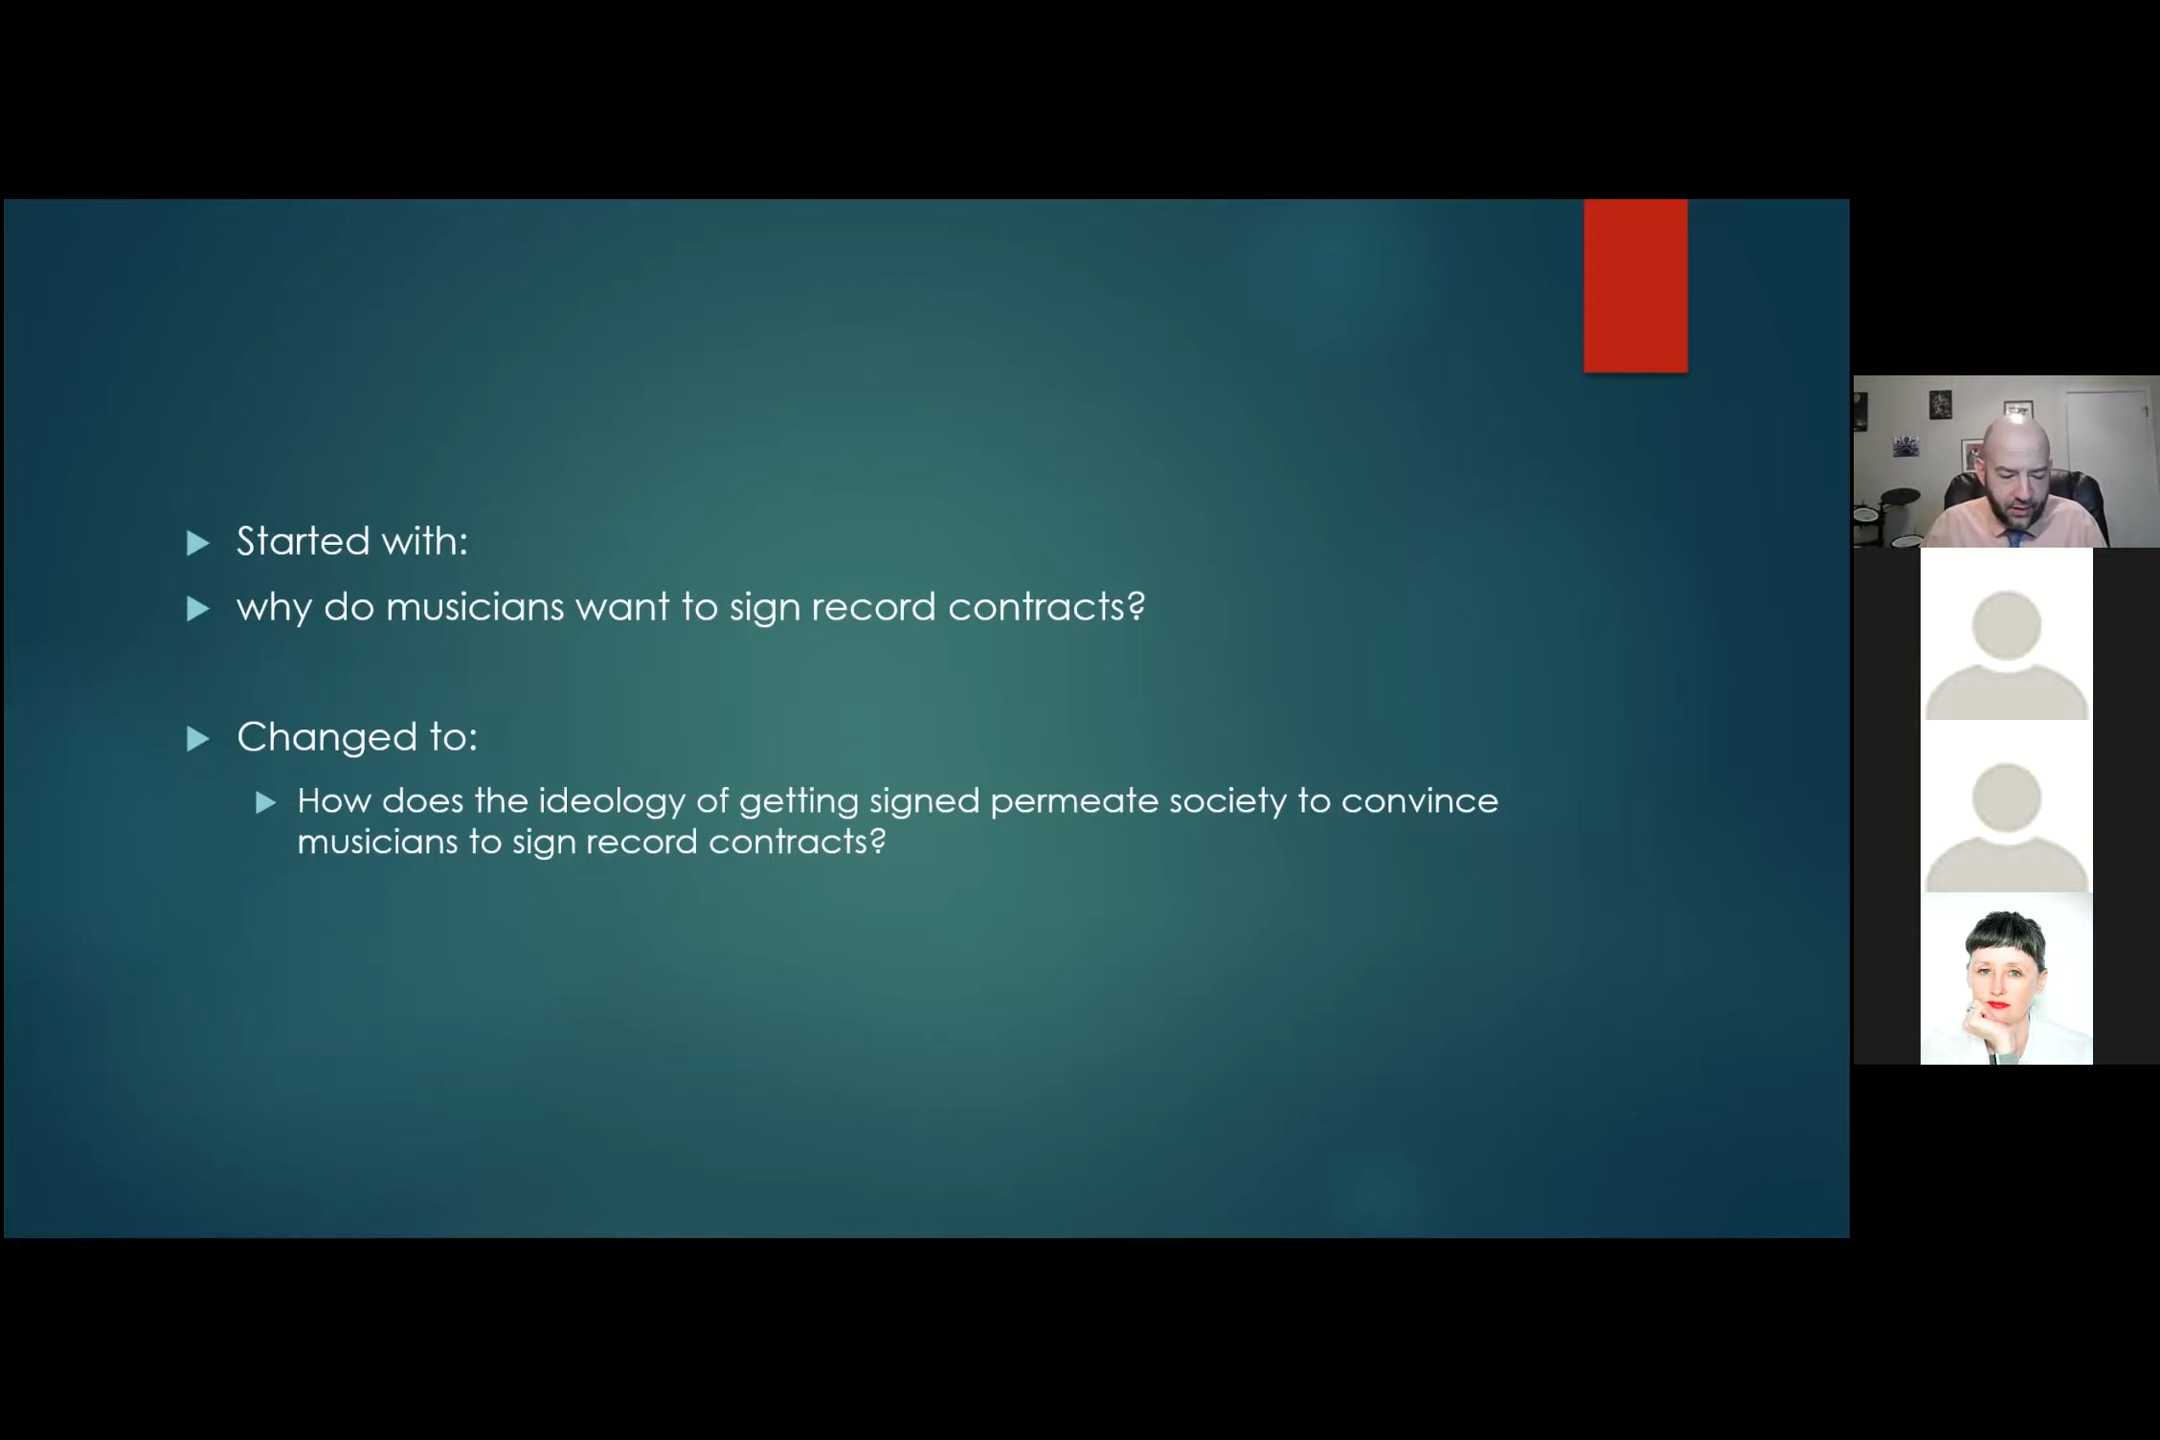 Started with:
why do musicians want to sign record contracts?
Changed to:
How does the ideology of getting signed permeate society to convince
musicians to sign record contracts?